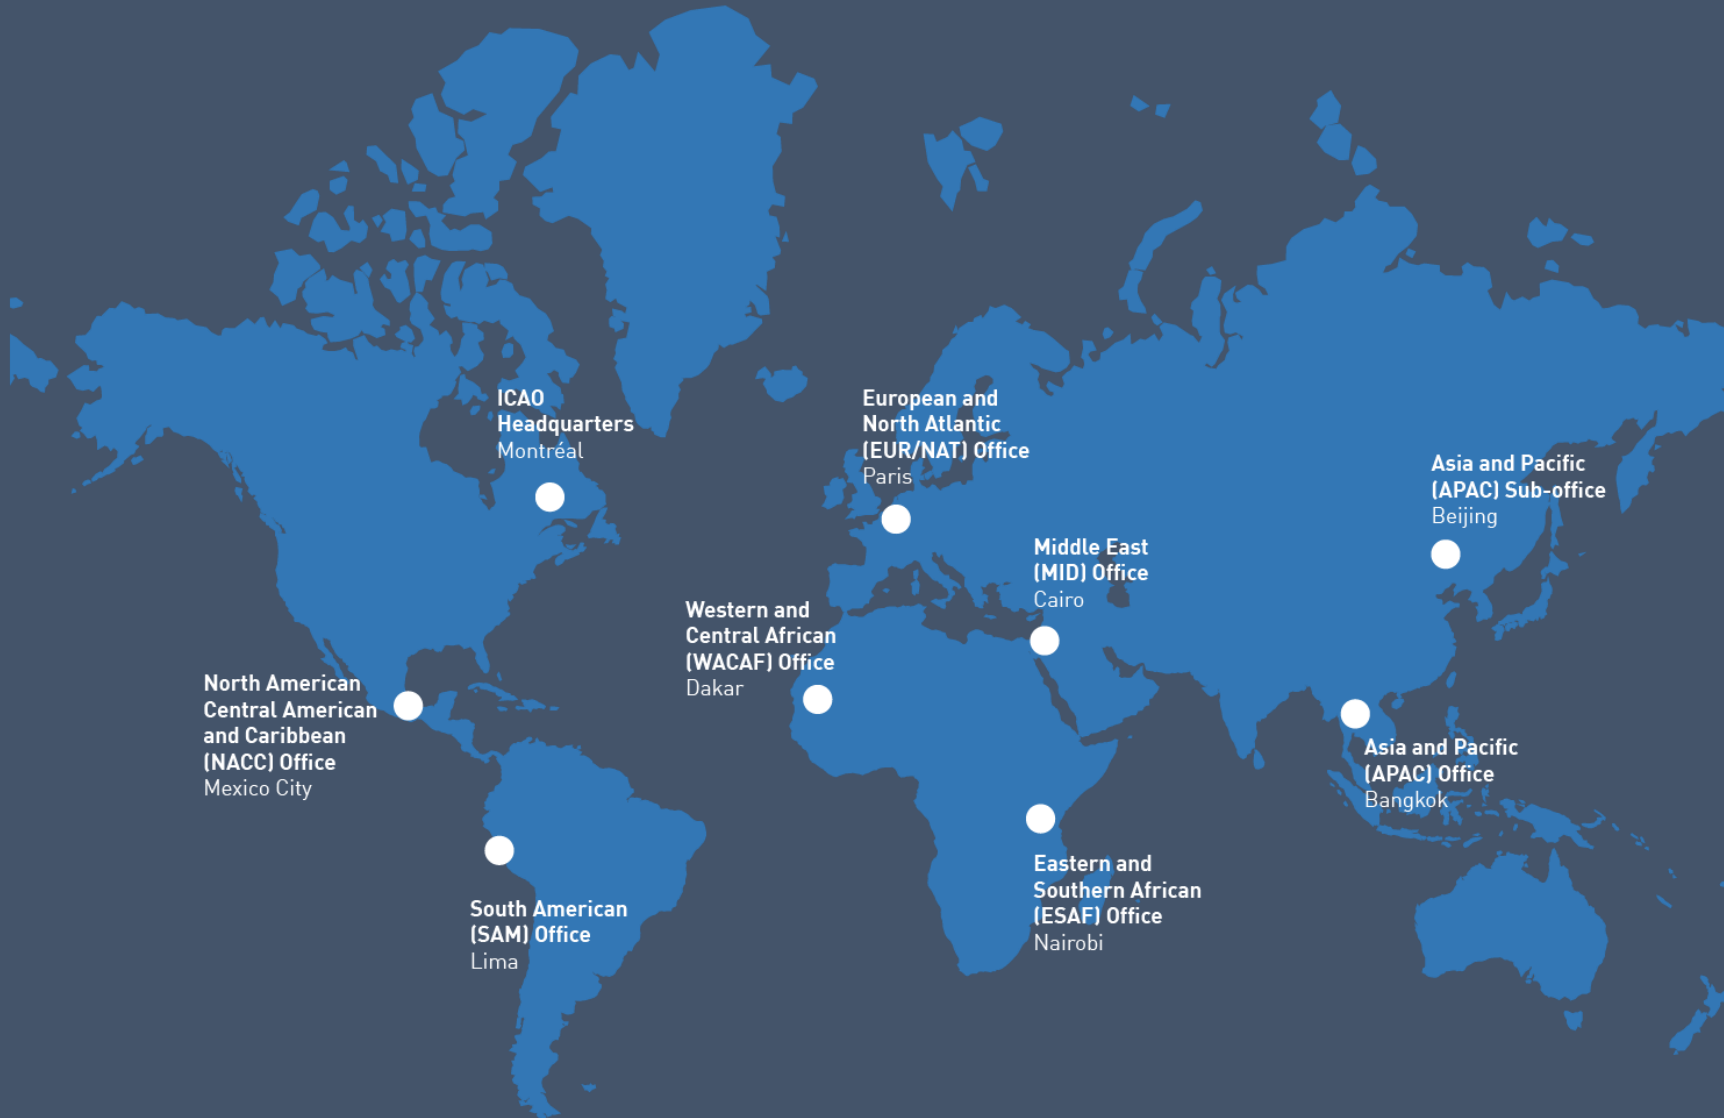 ICAO
Headquarters
Montréal
European and
North Atlantic
(EUR/NAT) Office
Paris
Asia and Pacific
(APAC) Sub-office
Beijing
Middle East
(MID) Office
Cairo
Western and
Central African
(WACAF) Office
Dakar
North American
Central American
and Caribbean
(NACC) Office
Mexico City
Asia and Pacific
(APAC) Office
Bangkok
Eastern and
Southern African
(ESAF) Office
Nairobi
South American
(SAM) Office
Lima